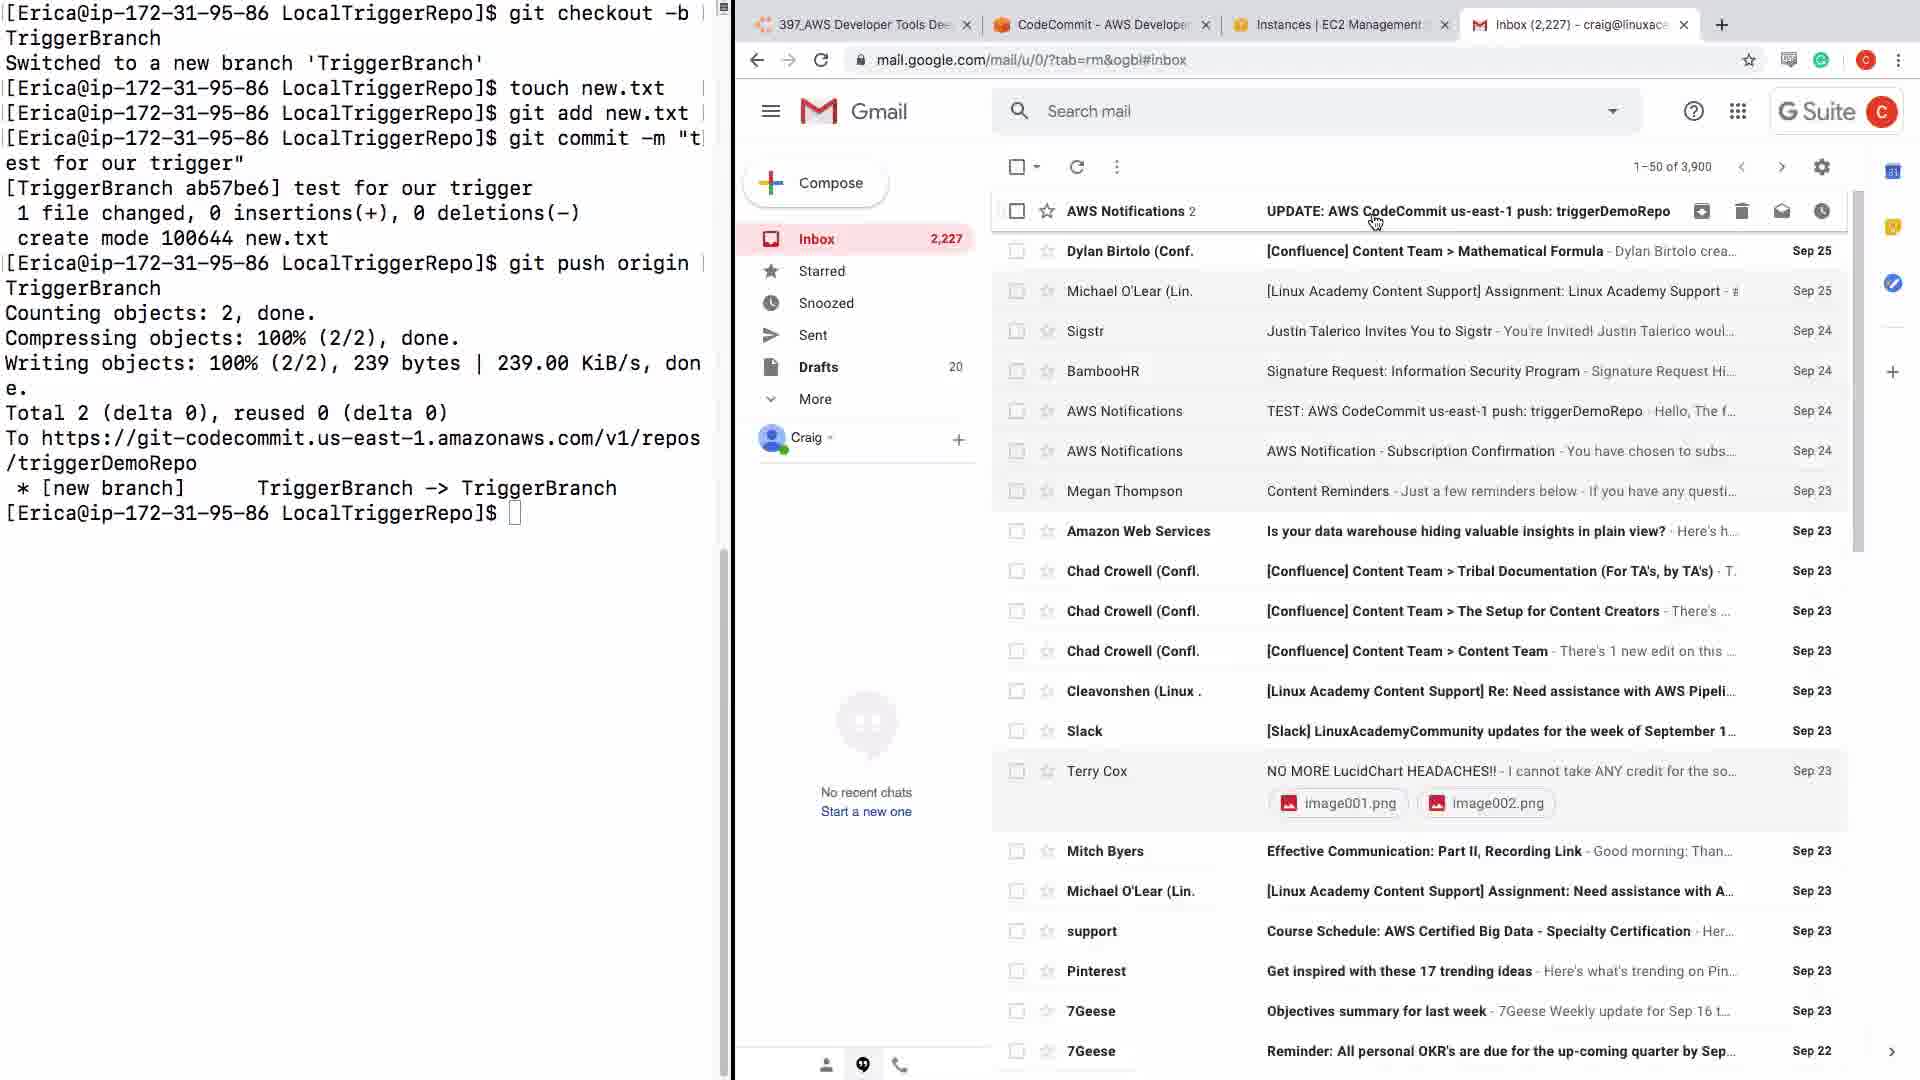 [Erica@ip-172-31-95-86 LocalTriggerRepo]$ git checkout -b
TriggerBranch
Switched to a new branch 'TriggerBranch'
[Erica@ip-172-31-95-86 LocalTriggerRepo]$ touch new.txt
[Erica@ip-172-31-95-86 LocalTriggerRepo]$ git add new.txt
[Erica@ip-172-31-95-86 LocalTriggerRepo]$ git commit -m "t
est for our trigger"
[TriggerBranch ab57be6] test for our trigger
1 file changed, 0 insertions(+), 0 deletions(-)
create mode 100644 new.txt
[Erica@ip-172-31-95-86 LocalTriggerRepo]$ git push origin
TriggerBranch
Counting objects: 2, done.
Compressing objects: 100% (2/2), done.
Writing objects: 100% (2/2), 239 bytes | 239.00 KiB/s, don
e.
Total 2 (delta 0), reused 0 (delta 0)
To https://git-codecommit.us-east-1.amazonaws.com/v1/repos
/triggerDemoRepo
* [new branch] TriggerBranch -> TriggerBranch
[Erica@ip-172-31-95-86 LocalTriggerRepo]$
397_AWS Developer Tools Dee
CodeCommit - AWS Developer
Instances | EC2 Management
Inbox (2,227) - craig@linuxace
mail.google.com/mail/u/0/?tab=rm&ogbl#inbox
C
Gmail
Search mail
G Suite C
Compose
Inbox 2,227
Starred
Snoozed
Sent
Drafts 20
More
Craig
No recent chats
Start a new one
1-50 of 3,900
AWS Notifications 2 UPDATE: AWS CodeCommit us-east-1 push: triggerDemoRepo
Dylan Birtolo (Conf. [Confluence] Content Team > Mathematical Formula - Dylan Birtolo crea... Sep 25
Michael O'Lear (Lin. [Linux Academy Content Support] Assignment: Linux Academy Support - # Sep 25
Sigstr Justin Talerico Invites You to Sigstr - You're Invited! Justin Talerico woul... Sep 24
BambooHR Signature Request: Information Security Program - Signature Request Hi... Sep 24
AWS Notifications TEST: AWS CodeCommit us-east-1 push: triggerDemoRepo - Hello, The f... Sep 24
AWS Notifications AWS Notification - Subscription Confirmation - You have chosen to subs... Sep 24
Megan Thompson Content Reminders - Just a few reminders below - If you have any questi... Sep 23
Amazon Web Services Is your data warehouse hiding valuable insights in plain view? - Here's h... Sep 23
Chad Crowell (Confl. [Confluence] Content Team > Tribal Documentation (For TA's, by TA's) - T. Sep 23
Chad Crowell (Confl. [Confluence] Content Team > The Setup for Content Creators - There's ... Sep 23
Chad Crowell (Confl. [Confluence] Content Team > Content Team - There's 1 new edit on this ... Sep 23
Cleavonshen (Linux . [Linux Academy Content Support] Re: Need assistance with AWS Pipeli... Sep 23
Slack [Slack] LinuxAcademyCommunity updates for the week of September 1... Sep 23
Terry Cox NO MORE LucidChart HEADACHES!! - I cannot take ANY credit for the so... Sep 23
image001.png image002.png
Mitch Byers Effective Communication: Part II, Recording Link - Good morning: Than... Sep 23
Michael O'Lear (Lin. [Linux Academy Content Support] Assignment: Need assistance with A... Sep 23
support Course Schedule: AWS Certified Big Data - Specialty Certification - Her... Sep 23
Pinterest Get inspired with these 17 trending ideas - Here's what's trending on Pin... Sep 23
7Geese Objectives summary for last week - 7Geese Weekly update for Sep 16 t... Sep 23
7Geese Reminder: All personal OKR's are due for the up-coming quarter by Sep... Sep 22